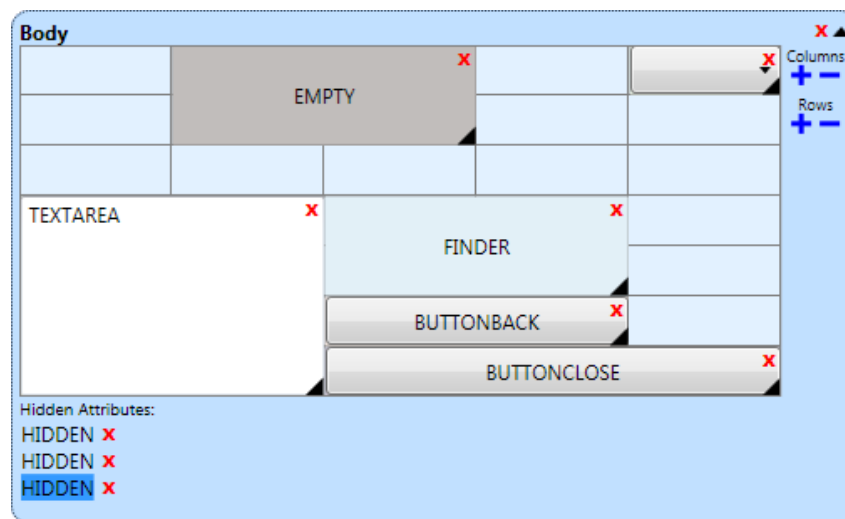 Body
x
x
x
Columns
+ −
EMPTY
Rows
+ −
TEXTAREA x
x
FINDER
x
BUTTONBACK
x
BUTTONCLOSE
Hidden Attributes:
HIDDEN x
HIDDEN x
HIDDEN x